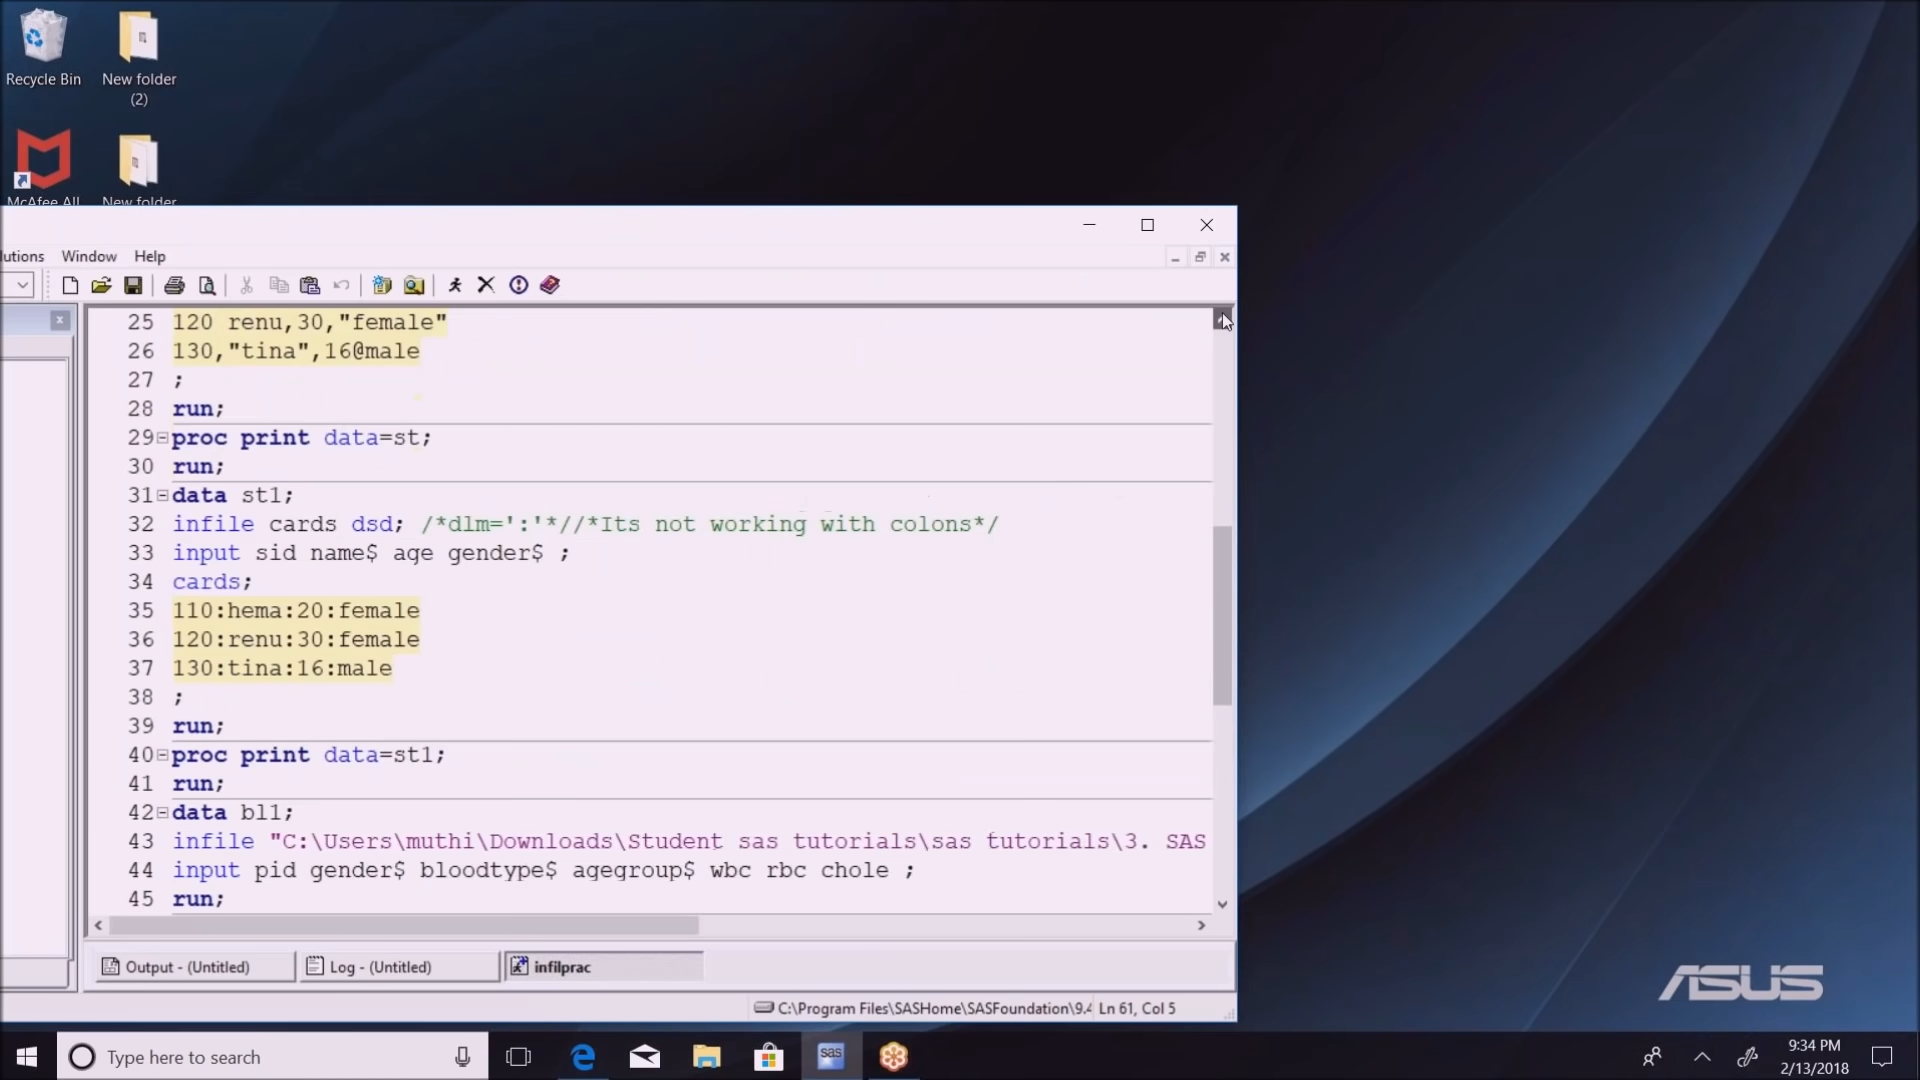 Recycle Bin
New folder
(2)
McAfee All
New folder
lutions Window Help
25 120 renu,30,"female"
26 130,"tina",16@male
27 ;
28 run;
29 proc print data=st;
30 run;
31 data st1;
32 infile cards dsd; /*dlm=':'*//*Its not working with colons*/
33 input sid name$ age gender$ ;
34 cards;
35 110:hema:20:female
36 120:renu:30:female
37 130:tina:16:male
38 ;
39 run;
40 proc print data=st1;
41 run;
42 data bl1;
43 infile "C:\Users\muthi\Downloads\Student sas tutorials\sas tutorials\3. SAS
44 input pid gender$ bloodtype$ agegroup$ wbc rbc chole ;
45 run;
Output - (Untitled) Log - (Untitled) infilprac
C:\Program Files\SASHome\SASFoundation\9.4 Ln 61, Col 5
ASUS
Type here to search
sas
9:34 PM
2/13/2018